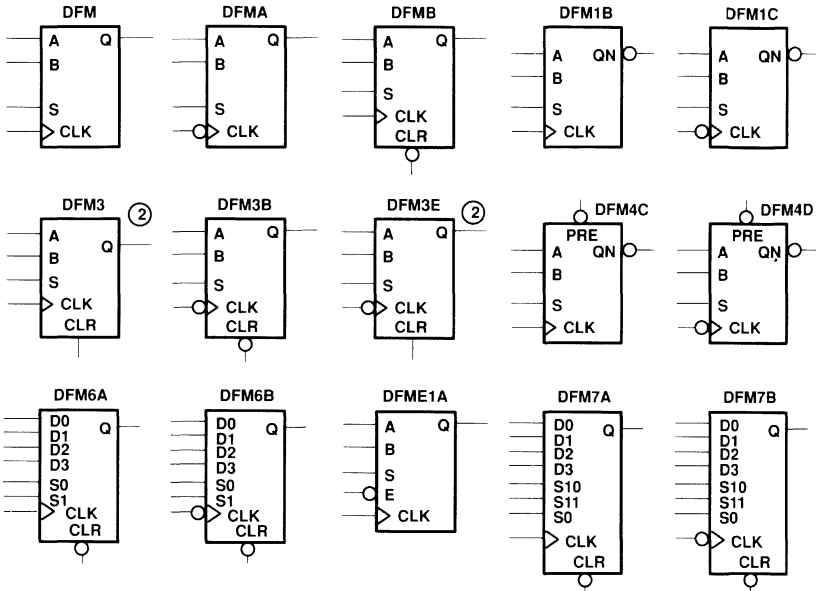 DFM
A Q
B
S
CLK
DFMA
A Q
B
S
CLK
DFMB
A Q
B
S
CLK
CLR
DFM1B
A QN
B
S
CLK
DFM1C
A QN
B
S
CLK
DFM3 2
A Q
B
S
CLK
CLR
DFM3B
A Q
B
S
CLK
CLR
DFM3E 2
A Q
B
S
CLK
CLR
DFM4C
PRE
A QN
B
S
CLK
DFM4D
PRE
A QN
B
S
CLK
DFM6A
D0 Q
D1
D2
D3
S0
S1
CLK
CLR
DFM6B
D0 Q
D1
D2
D3
S0
S1
CLK
CLR
DFME1A
A Q
B
S
E
CLK
DFM7A
D0 Q
D1
D2
D3
S10
S11
S0
CLK
CLR
DFM7B
D0 Q
D1
D2
D3
S10
S11
S0
CLK
CLR